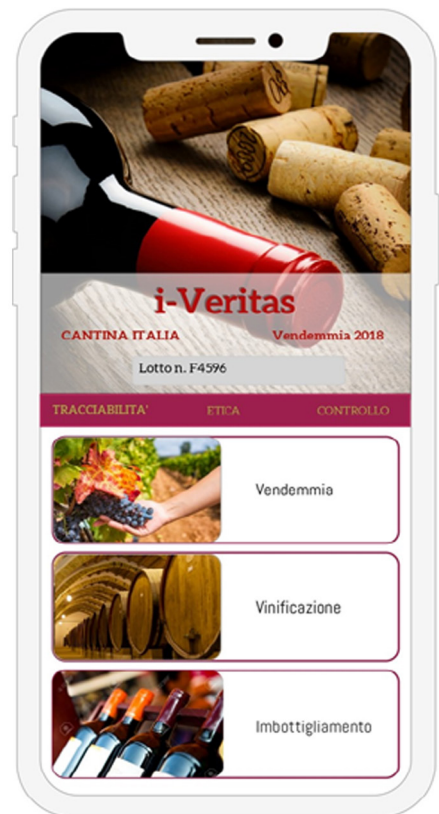 i-Veritas
CANTINA ITALIA Vendemmia 2018
Lotto n. F4596
TRACCIABILITA' ETICA CONTROLLO
Vendemmia
Vinificazione
Imbottigliamento